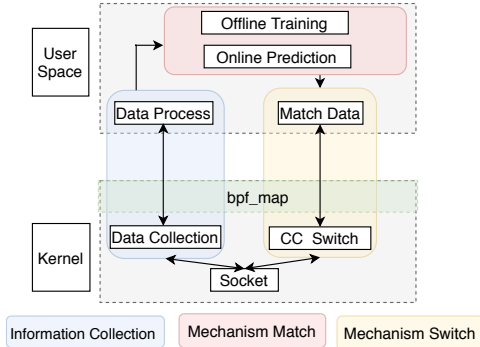 Offline Training
User
Space
Online Prediction
Data Process
Match Data
bpf_map
Data Collection
CC Switch
Kernel
Socket
Information Collection
Mechanism Match
Mechanism Switch